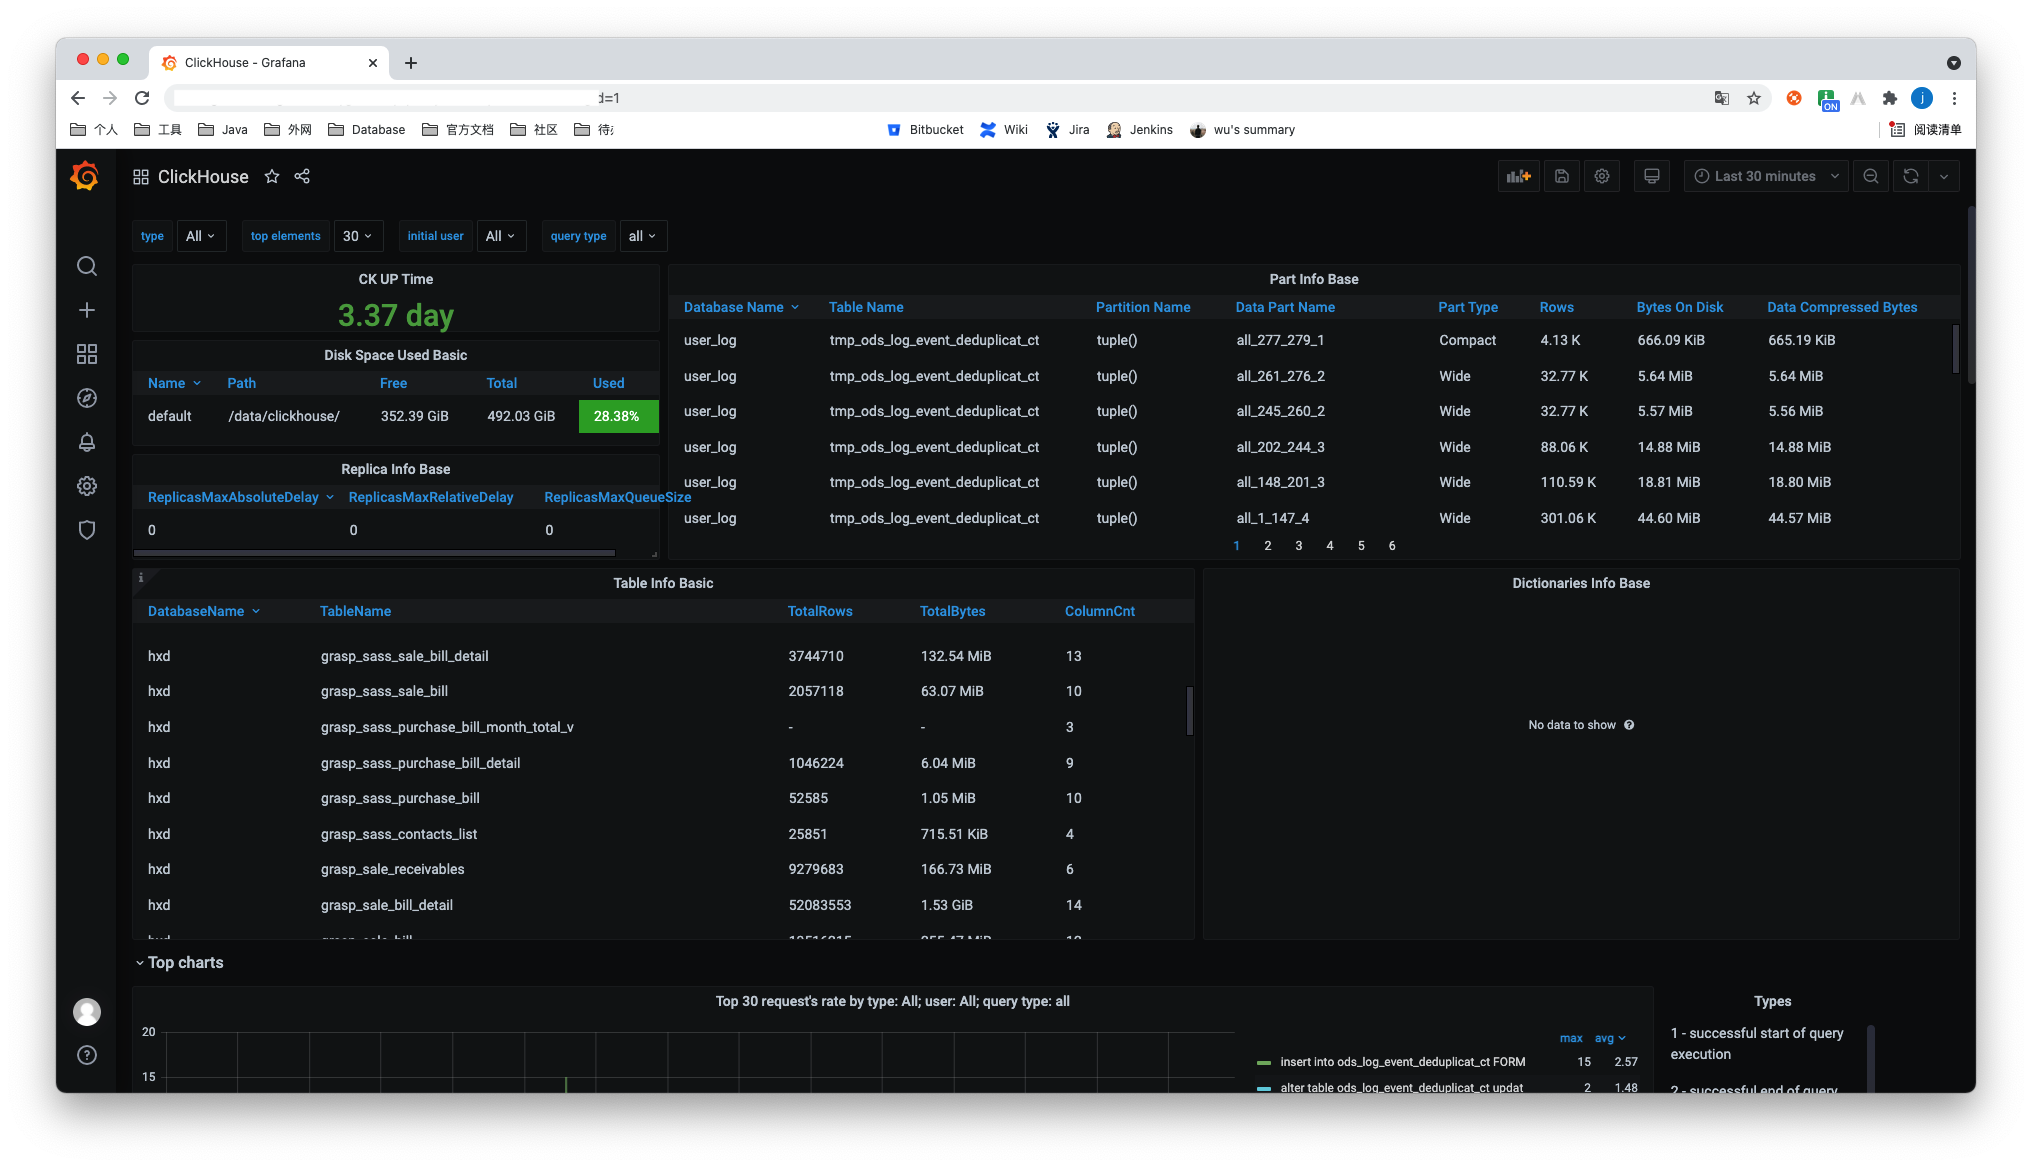 ClickHouse - Grafana
d=1
个人 工具 Java 外网 Database 官方文档 社区 Bitbucket Wiki Jira Jenkins wu's summary 阅读清单
ClickHouse Last 30 minutes
type All top elements 30 initial user All query type all
CK UP Time
3.37 day
Disk Space Used Basic
Name Path Free Total Used
default /data/clickhouse/ 352.39 GiB 492.03 GiB 28.38%
Replica Info Base
ReplicasMaxAbsoluteDelay ReplicasMaxRelativeDelay ReplicasMaxQueueSize
0 0 0
Part Info Base
Database Name Table Name Partition Name Data Part Name Part Type Rows Bytes On Disk Data Compressed Bytes
user_log tmp_ods_log_event_deduplicat_ct tuple() all_277_279_1 Compact 4.13 K 666.09 KiB 665.19 KiB
user_log tmp_ods_log_event_deduplicat_ct tuple() all_261_276_2 Wide 32.77 K 5.64 MiB 5.64 MiB
user_log tmp_ods_log_event_deduplicat_ct tuple() all_245_260_2 Wide 32.77 K 5.57 MiB 5.56 MiB
user_log tmp_ods_log_event_deduplicat_ct tuple() all_202_244_3 Wide 88.06 K 14.88 MiB 14.88 MiB
user_log tmp_ods_log_event_deduplicat_ct tuple() all_148_201_3 Wide 110.59 K 18.81 MiB 18.80 MiB
user_log tmp_ods_log_event_deduplicat_ct tuple() all_1_147_4 Wide 301.06 K 44.60 MiB 44.57 MiB
1 2 3 4 5 6
Table Info Basic
DatabaseName TableName TotalRows TotalBytes ColumnCnt
hxd grasp_sass_sale_bill_detail 3744710 132.54 MiB 13
hxd grasp_sass_sale_bill 2057118 63.07 MiB 10
hxd grasp_sass_purchase_bill_month_total_v - - 3
hxd grasp_sass_purchase_bill_detail 1046224 6.04 MiB 9
hxd grasp_sass_purchase_bill 52585 1.05 MiB 10
hxd grasp_sass_contacts_list 25851 715.51 KiB 4
hxd grasp_sale_receivables 9279683 166.73 MiB 6
hxd grasp_sale_bill_detail 52083553 1.53 GiB 14
Dictionaries Info Base
No data to show
Top charts
Top 30 request's rate by type: All; user: All; query type: all
20
15
max avg
insert into ods_log_event_deduplicat_ct FORM 15 2.57
alter table ods_log_event_deduplicat_ct updat 2 1.48
Types
1 - successful start of query
execution
2 - successful end of query